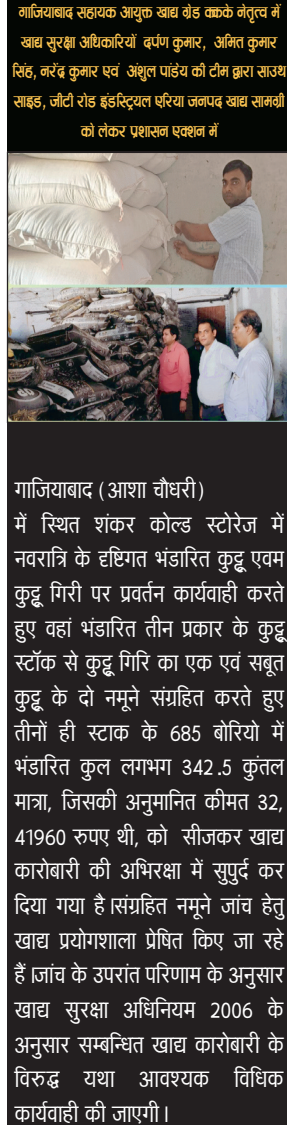 गाजियाबाद सहायक आयुक्त खाद्य ग्रेड वकके नेतृत्व में
खाद्य सुरक्षा अधिकारियों दर्पण कुमार, अमित कुमार
सिंह, नरेंद्र कुमार एवं अंशुल पांडेय की टीम द्वारा साउथ
साइड, जीटी रोड इंडस्ट्रियल एरिया जनपद खाद्य सामग्री
को लेकर प्रशासन एक्शन में
गाजियाबाद (आशा चौधरी)
में स्थित शंकर कोल्ड स्टोरेज में
नवरात्रि के दृष्टिगत भंडारित कुट्टू एवम
कुट्टू गिरी पर प्रवर्तन कार्यवाही करते
हुए वहां भंडारित तीन प्रकार के कुट्टू
स्टॉक से कुट्टू गिरि का एक एवं सबूत
कुट्टू के दो नमूने संग्रहित करते हुए
तीनों ही स्टाक के 685 बोरियो में
भंडारित कुल लगभग 342.5 कुंतल
मात्रा, जिसकी अनुमानित कीमत 32,
41960 रुपए थी, को सीजकर खाद्य
कारोबारी की अभिरक्षा में सुपुर्द कर
दिया गया है।संग्रहित नमूने जांच हेतु
खाद्य प्रयोगशाला प्रेषित किए जा रहे
हैं।जांच के उपरांत परिणाम के अनुसार
खाद्य सुरक्षा अधिनियम 2006 के
अनुसार सम्बन्धित खाद्य कारोबारी के
विरुद्ध यथा आवश्यक विधिक
कार्यवाही की जाएगी।